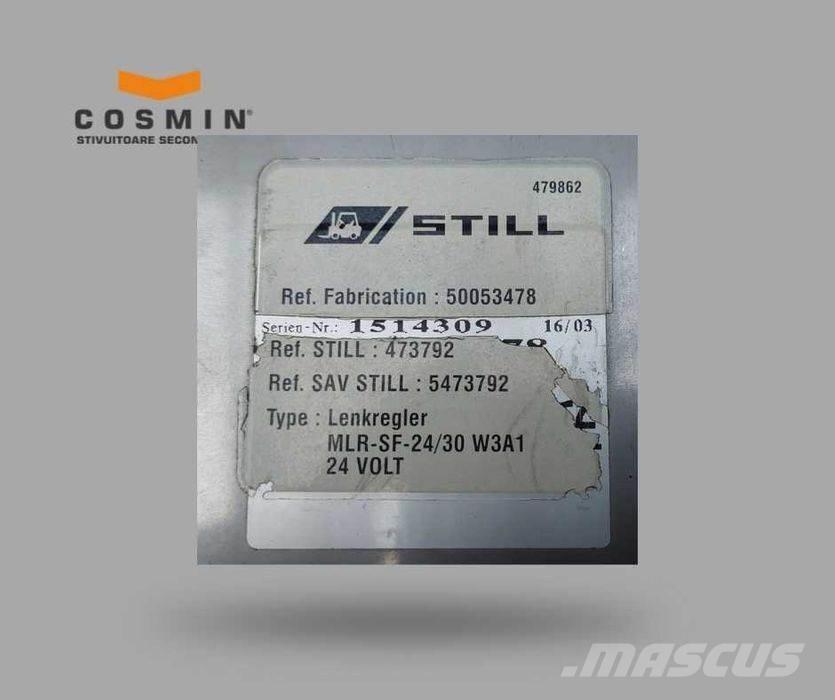 COSMIN®
STIVUITOARE SECON
479862
STILL
Ref. Fabrication : 50053478
Serien-Nr.: 1514309 16/03
Ref. STILL : 473792
Ref. SAV STILL : 5473792
Type : Lenkregler
MLR-SF-24/30 W3A1
24 VOLT
.mascus